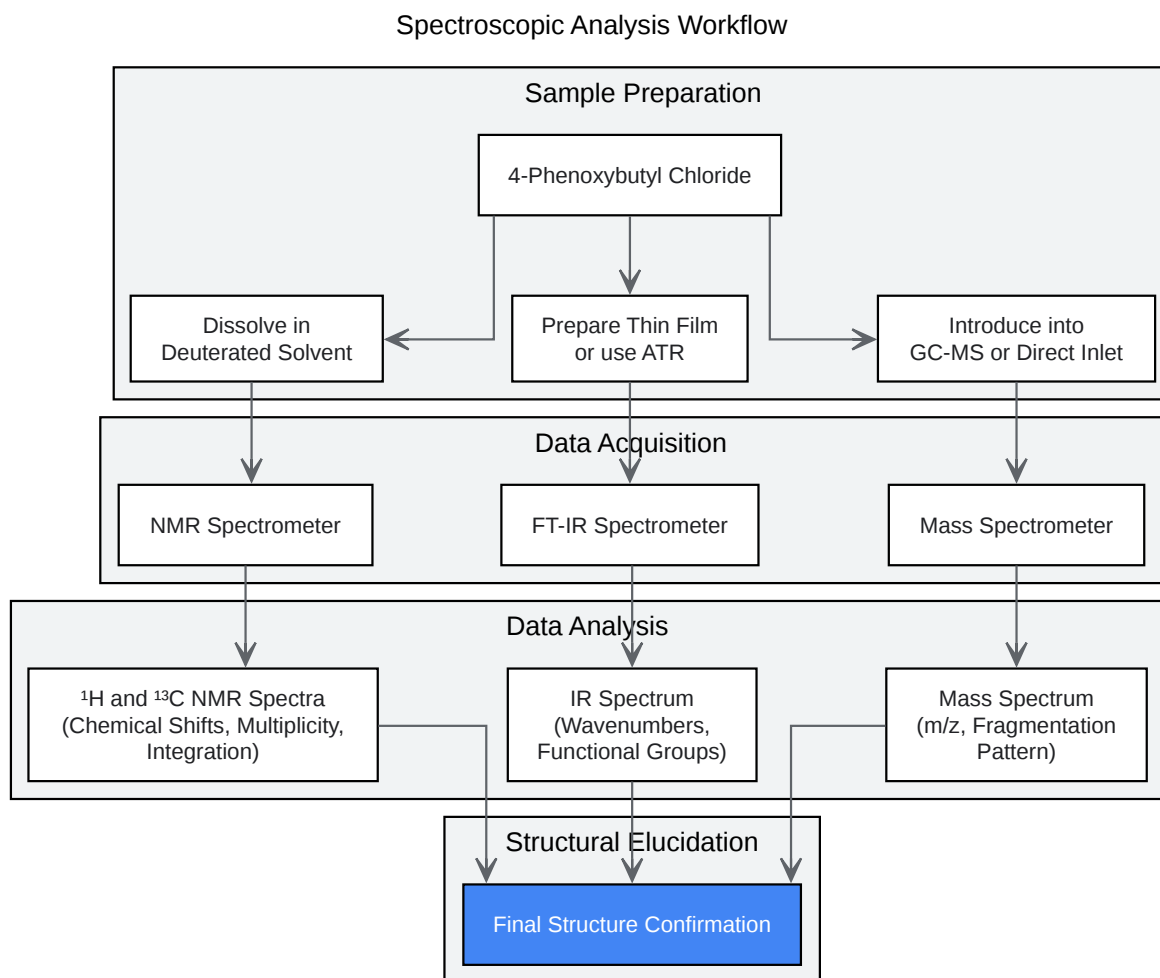 Spectroscopic Analysis Workflow
Sample Preparation
4-Phenoxybutyl Chloride
Dissolve in
Deuterated Solvent
Prepare Thin Film
or use ATR
Introduce into
GC-MS or Direct Inlet
Data Acquisition
NMR Spectrometer
FT-IR Spectrometer
Mass Spectrometer
Data Analysis
¹H and ¹³C NMR Spectra
(Chemical Shifts, Multiplicity,
Integration)
IR Spectrum
(Wavenumbers,
Functional Groups)
Mass Spectrum
(m/z, Fragmentation
Pattern)
Structural Elucidation
Final Structure Confirmation